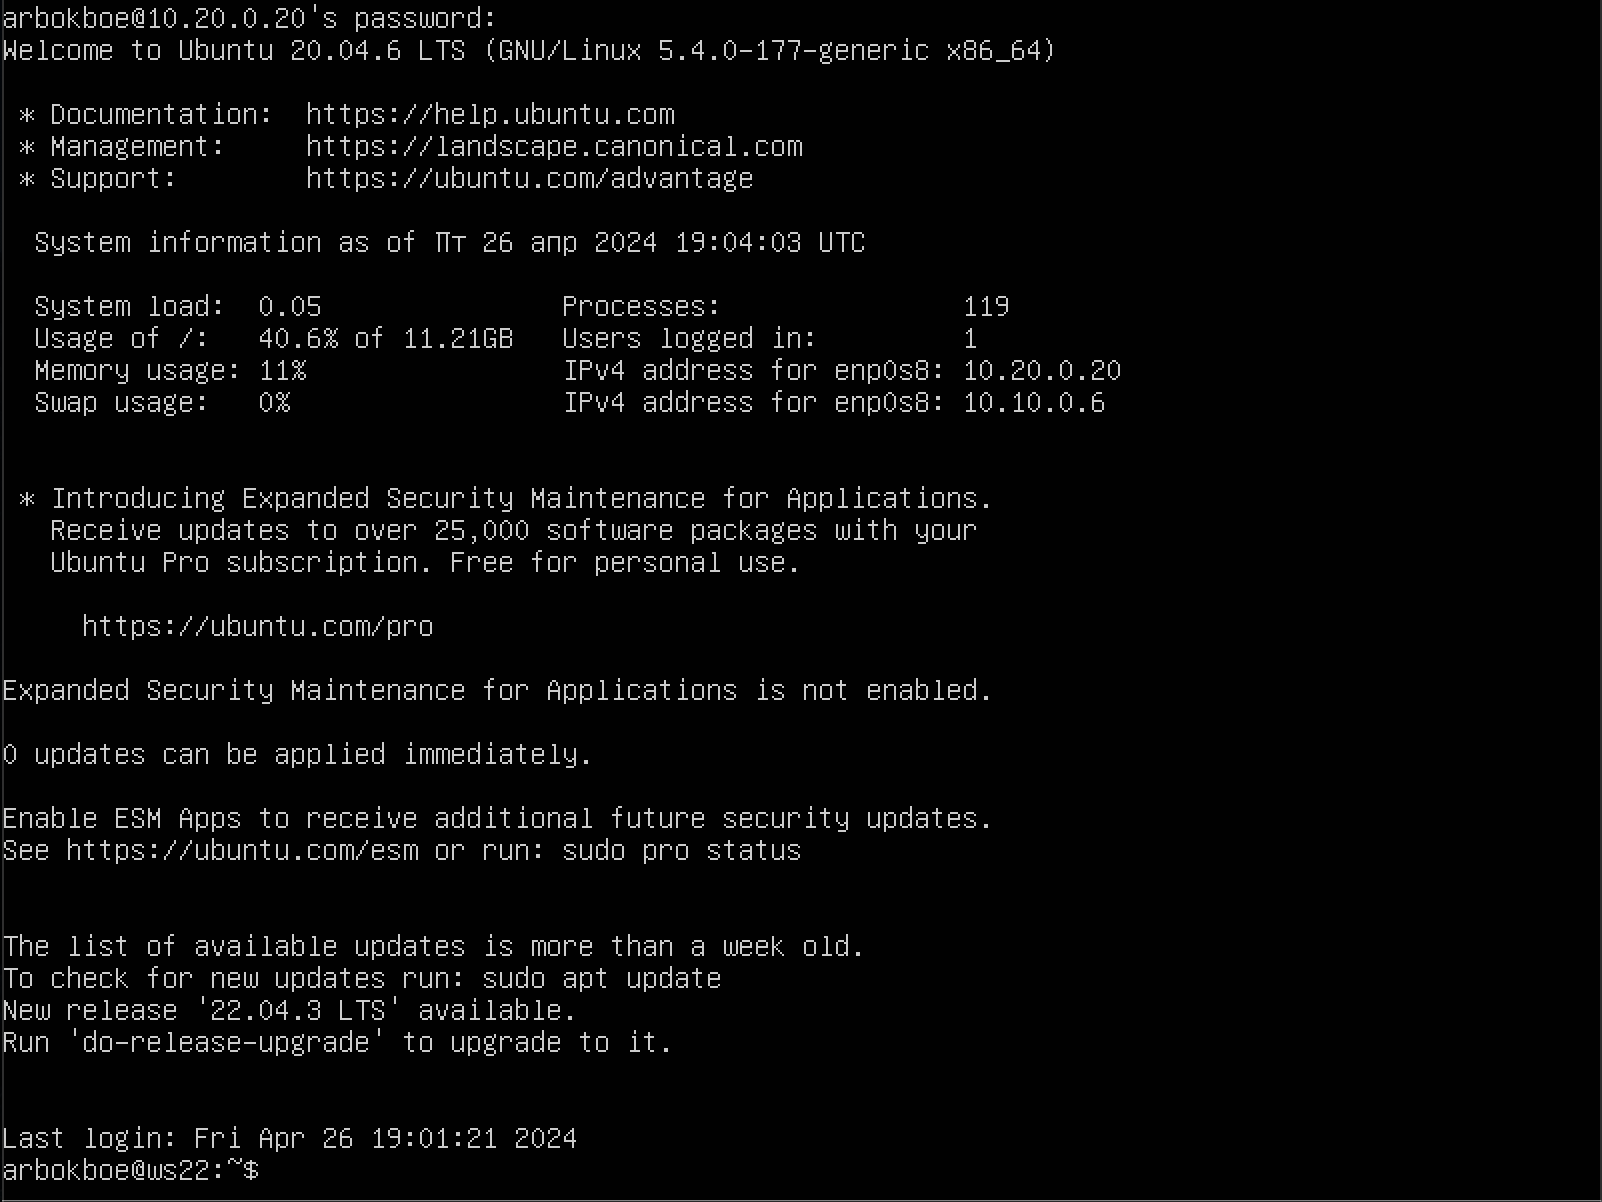 arbokboe@10.20.0.20's password:
Welcome to Ubuntu 20.04.6 LTS (GNU/Linux 5.4.0-177-generic x86_64)

 * Documentation:  https://help.ubuntu.com
 * Management:     https://landscape.canonical.com
 * Support:        https://ubuntu.com/advantage

  System information as of Пт 26 апр 2024 19:04:03 UTC

  System load:  0.05               Processes:               119
  Usage of /:   40.6% of 11.21GB   Users logged in:         1
  Memory usage: 11%                IPv4 address for enp0s8: 10.20.0.20
  Swap usage:   0%                 IPv4 address for enp0s8: 10.10.0.6


 * Introducing Expanded Security Maintenance for Applications.
   Receive updates to over 25,000 software packages with your
   Ubuntu Pro subscription. Free for personal use.

     https://ubuntu.com/pro

Expanded Security Maintenance for Applications is not enabled.

0 updates can be applied immediately.

Enable ESM Apps to receive additional future security updates.
See https://ubuntu.com/esm or run: sudo pro status


The list of available updates is more than a week old.
To check for new updates run: sudo apt update
New release '22.04.3 LTS' available.
Run 'do-release-upgrade' to upgrade to it.


Last login: Fri Apr 26 19:01:21 2024
arbokboe@ws22:~$